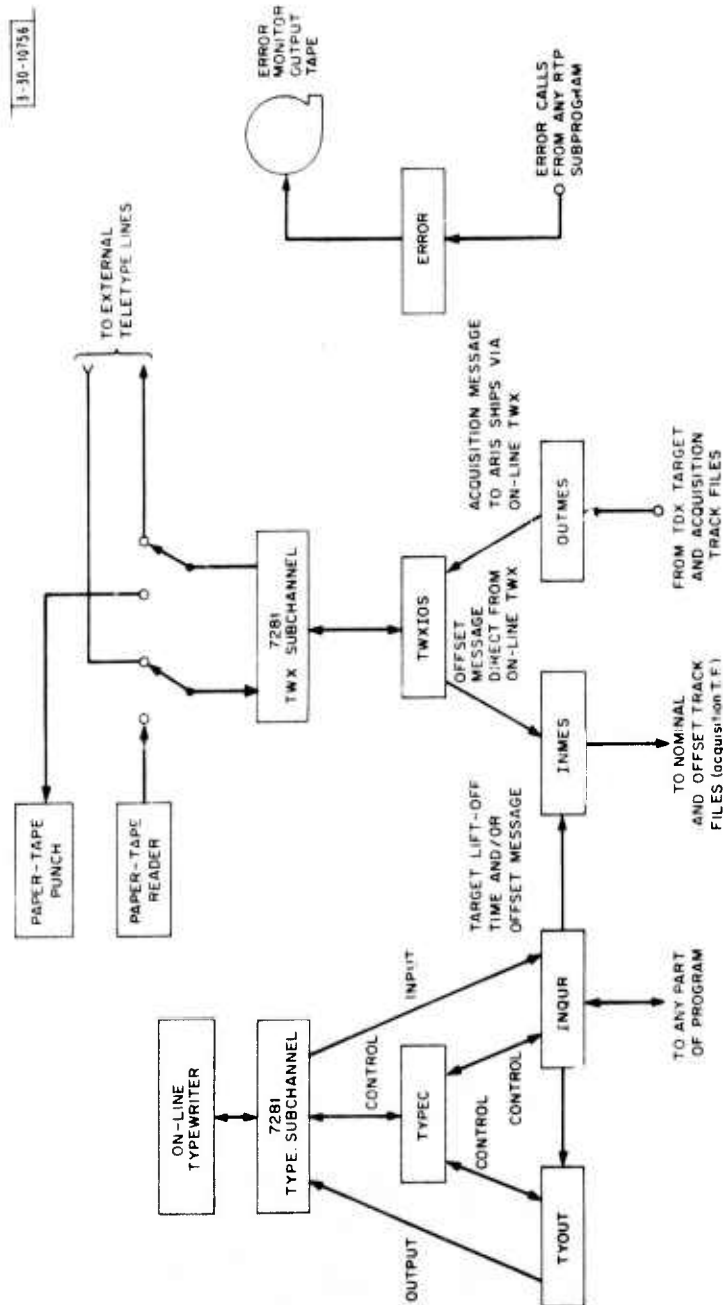 3-30-10756
PAPER-TAPE
PUNCH
PAPER-TAPE
READER
TO EXTERNAL
TELETYPE LINES
ERROR
MONITOR
OUTPUT
TAPE
ON-LINE
TYPEWRITER
7281
TYPE. SUBCHANNEL
7281
TWX SUBCHANNEL
OUTPUT
CONTROL
INPUT
TYPEC
CONTROL
CONTROL
TYOUT
INQUR
TO ANY PART
OF PROGRAM
TARGET LIFT-OFF
TIME AND/OR
OFFSET MESSAGE
TWXIOS
OFFSET
MESSAGE
DIRECT FROM
ON-LINE TWX
ACQUISITION MESSAGE
TO ARIS SHIPS VIA
ON-LINE TWX
INMES
OUTMES
TO NOMINAL
AND OFFSET TRACK
FILES (acquisition T.F.)
FROM TDX TARGET
AND ACQUISITION
TRACK FILES
ERROR
ERROR CALLS
FROM ANY RTP
SUBPROGRAM